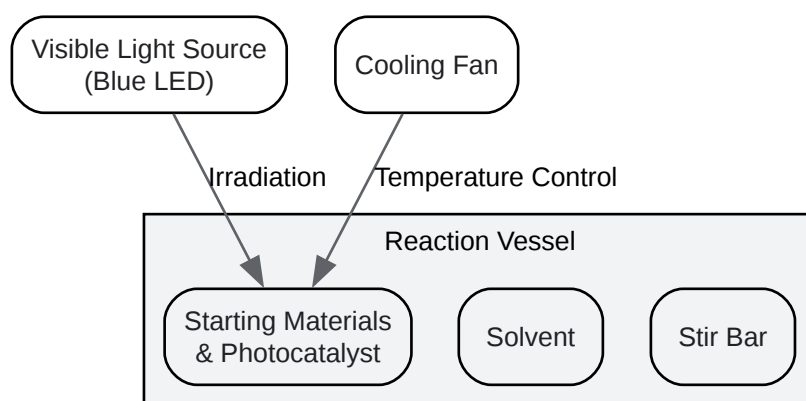 Visible Light Source
(Blue LED)
Cooling Fan
Irradiation
Temperature Control
Reaction Vessel
Starting Materials
& Photocatalyst
Solvent
Stir Bar